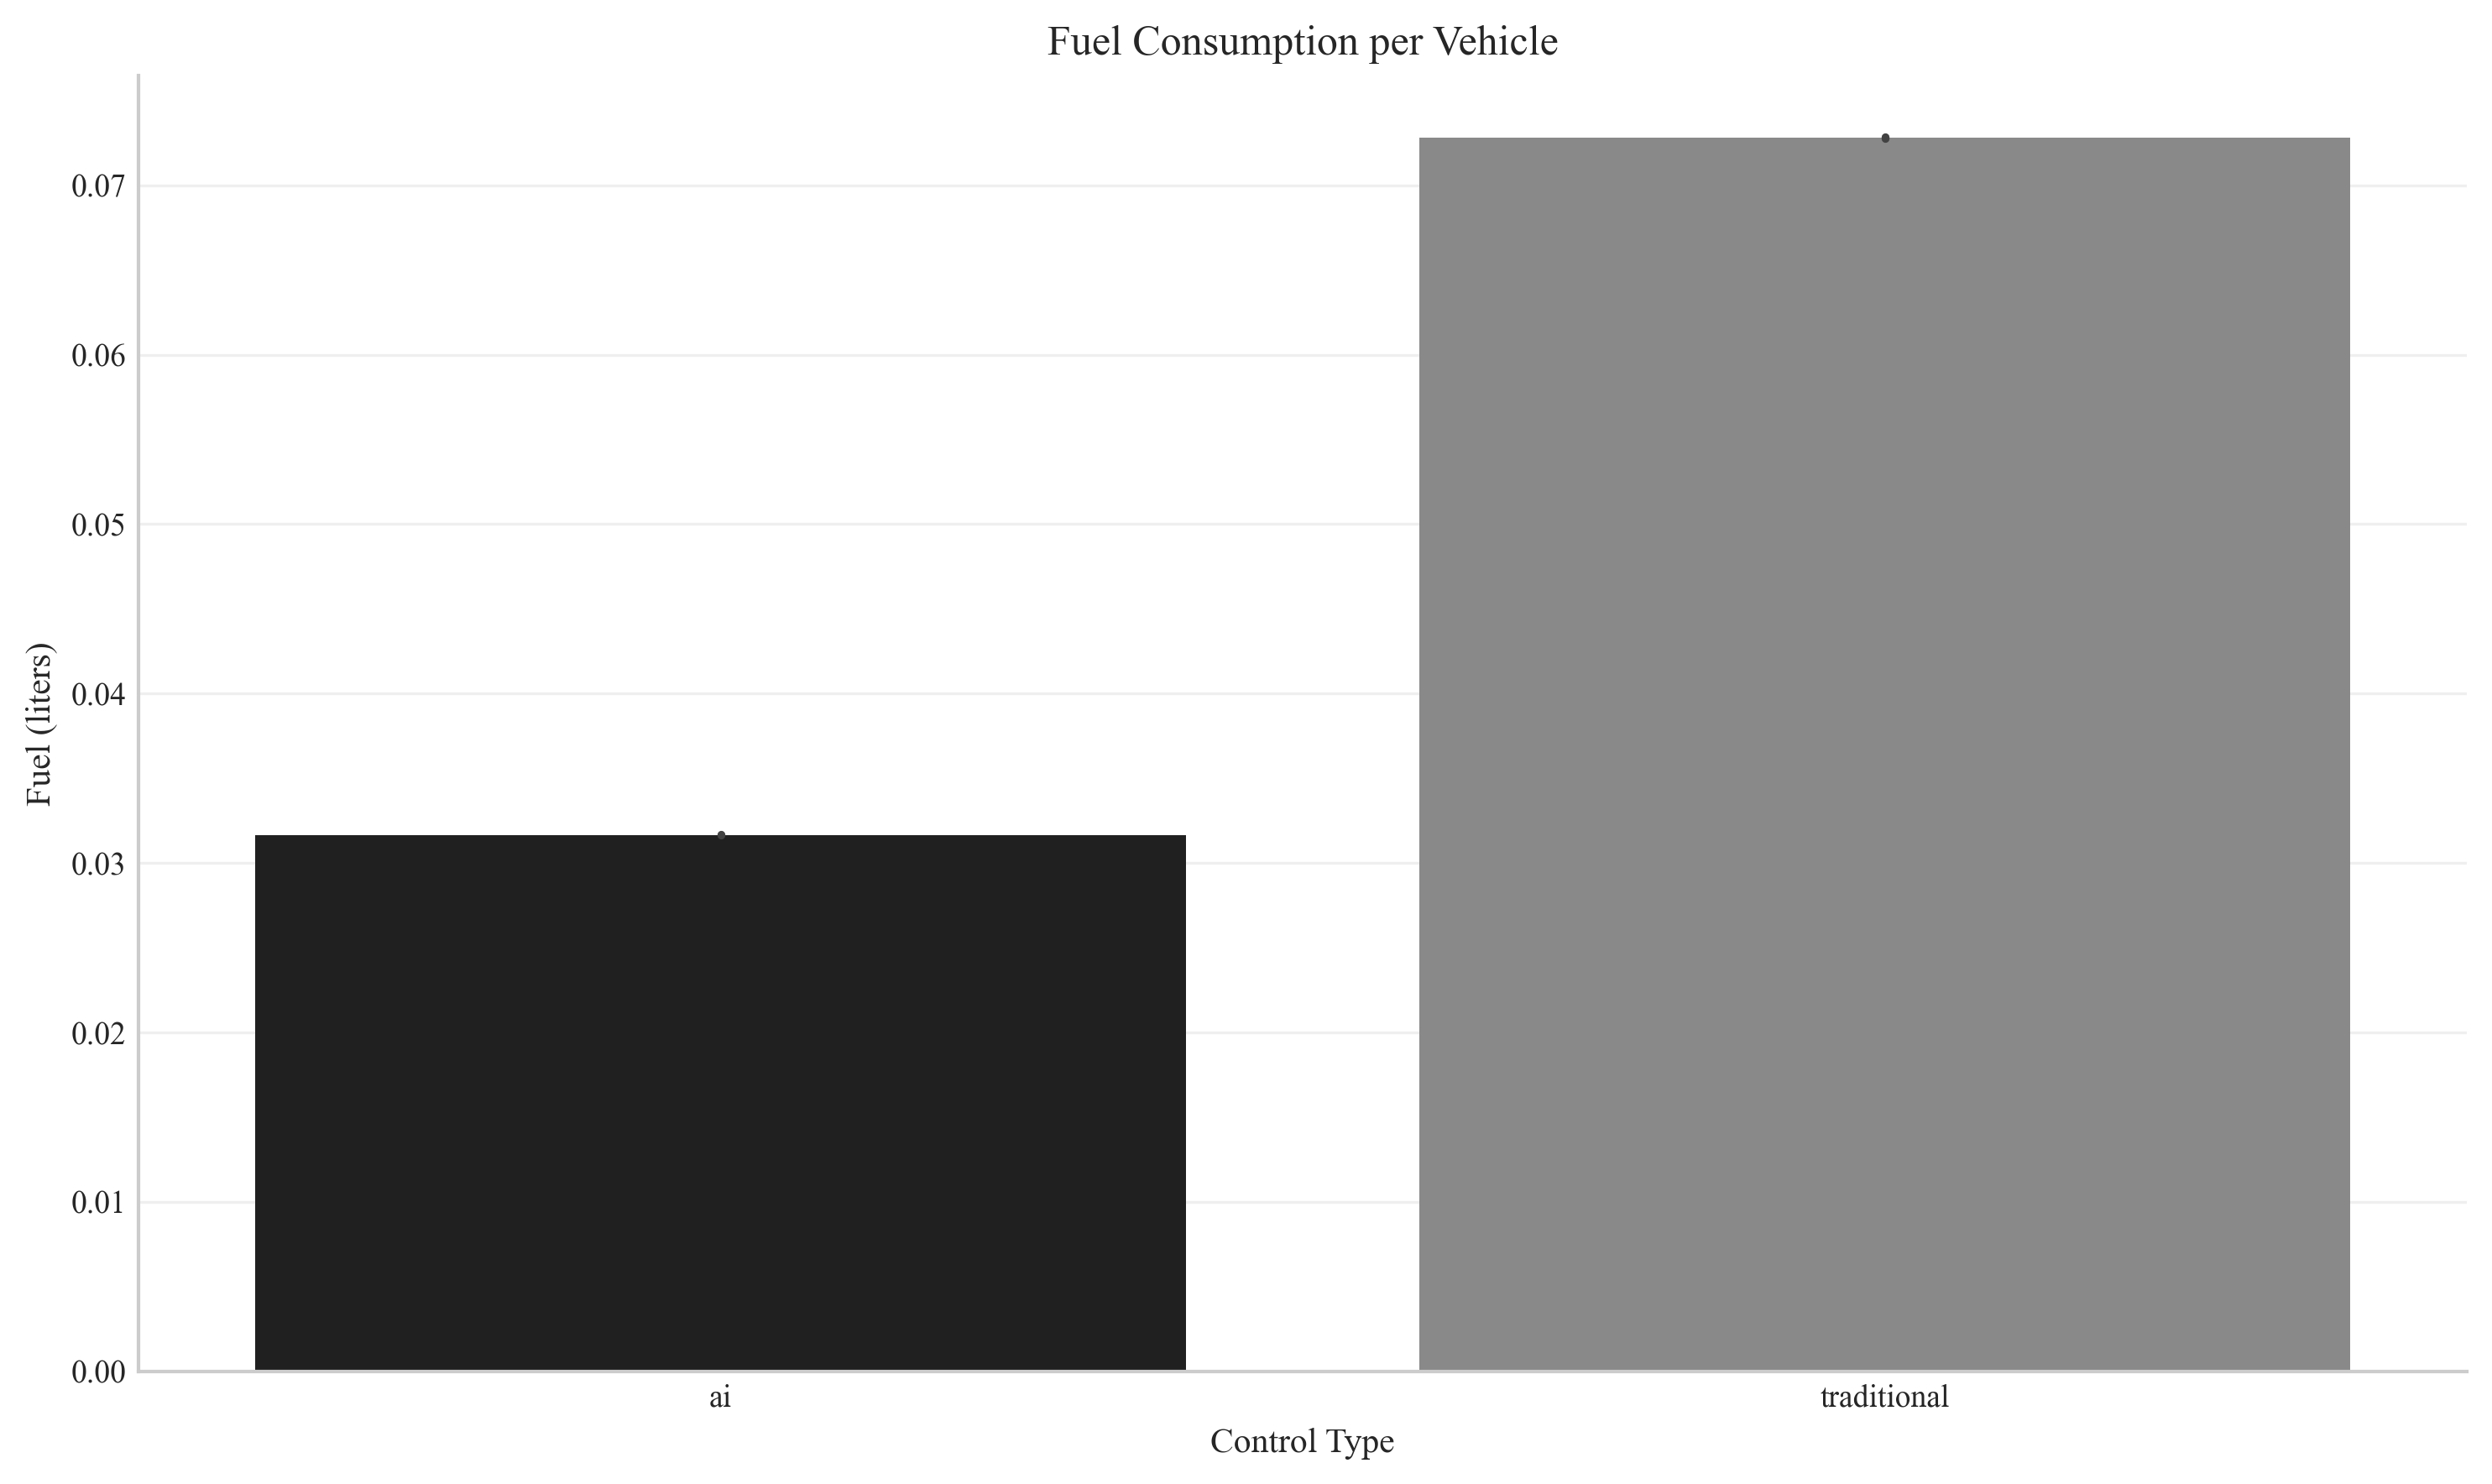 Fuel Consumption per Vehicle
Fuel (liters)
0.07
0.06
0.05
0.04
0.03
0.02
0.01
0.00
ai
traditional
Control Type